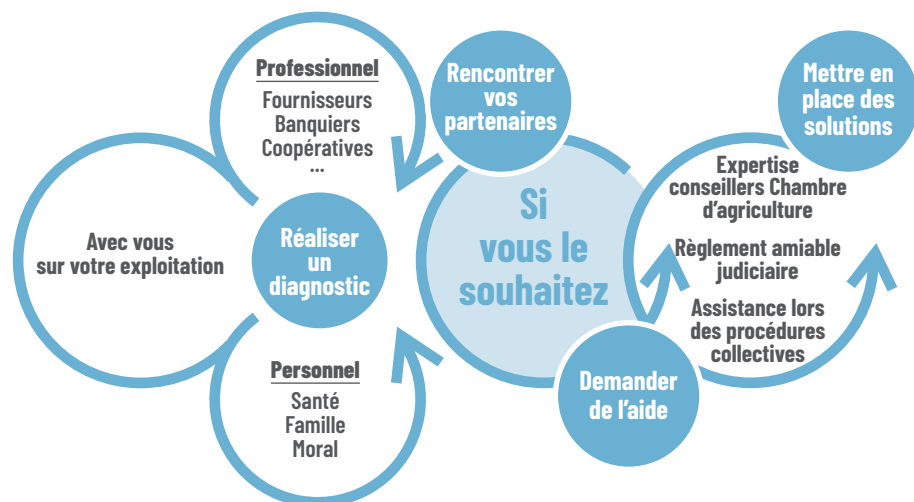 Professionnel
Fournisseurs
Banquiers
Coopératives
...
Avec vous
sur votre exploitation
Réaliser
un
diagnostic
Personnel
Santé
Famille
Moral
Rencontrer
vos
partenaires
Si
vous le
souhaitez
Demander
de l’aide
Mettre en
place des
solutions
Expertise
conseillers Chambre
d’agriculture
Règlement amiable
judiciaire
Assistance lors
des procédures
collectives